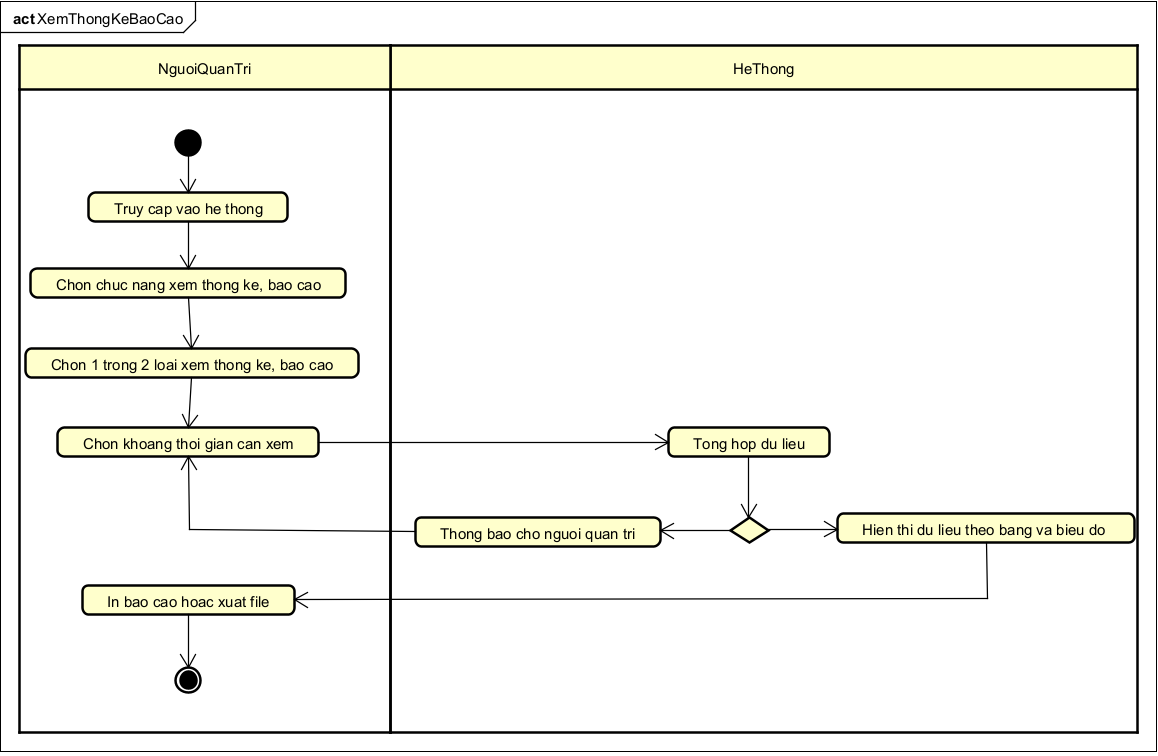 act XemThongKeBaoCao
NguoiQuanTri
HeThong
Truy cap vao he thong
Chon chuc nang xem thong ke, bao cao
Chon 1 trong 2 loai xem thong ke, bao cao
Chon khoang thoi gian can xem
Tong hop du lieu
Thong bao cho nguoi quan tri
Hien thi du lieu theo bang va bieu do
In bao cao hoac xuat file